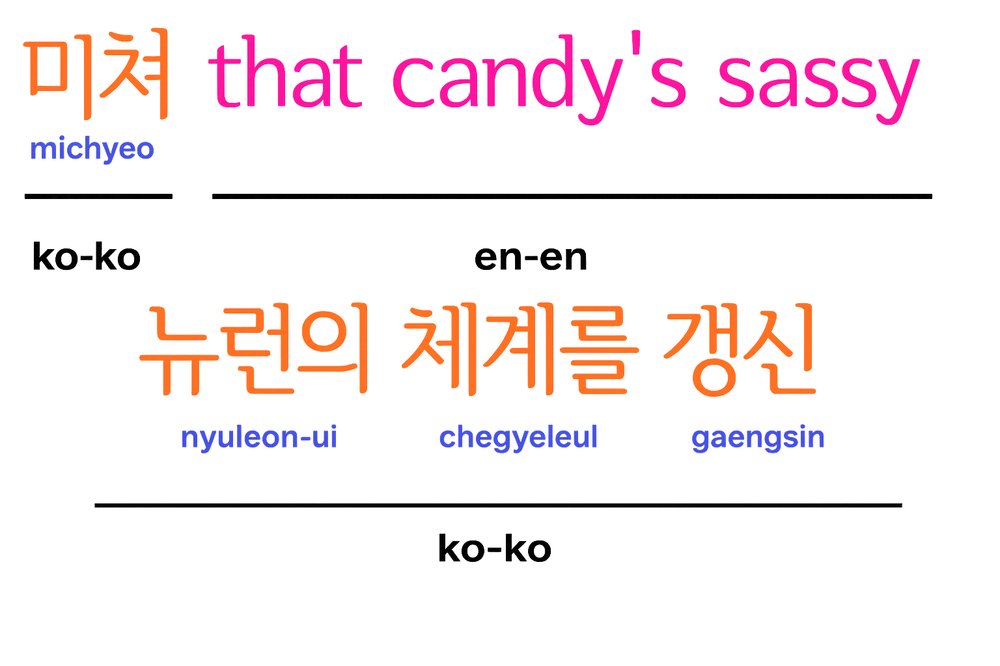 미쳐 that candy's sassy
michyeo
ko-ko en-en
뉴런의 체계를 갱신
nyuleon-ui chegyeleul gaengsin
ko-ko